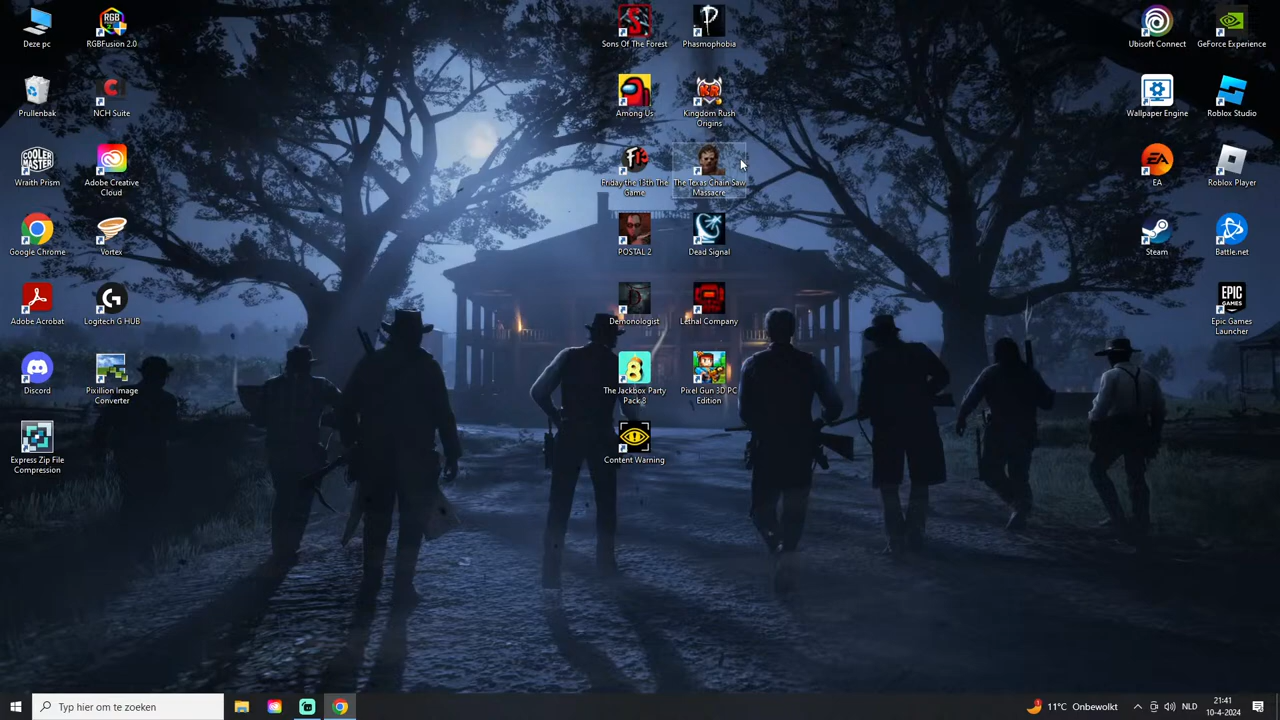 Deze pc
RGBFusion 2.0
Sons Of The Forest
Phasmophobia
Ubisoft Connect
GeForce Experience
Prullenbak
NCH Suite
Among Us
Kingdom Rush
Origins
Wallpaper Engine
Roblox Studio
COOLER
MASTER
Wraith Prism
Adobe Creative
Cloud
Friday the 13th The
Game
The Texas Chain Saw
Massacre
EA
EA
Roblox Player
Google Chrome
Vortex
POSTAL 2
Dead Signal
Steam
Battle.net
Adobe Acrobat
Logitech G HUB
Demonologist
Lethal Company
EPIC
GAMES
Epic Games
Launcher
Discord
Pixillion Image
Converter
The Jackbox Party
Pack 8
Pixel Gun 3D PC
Edition
Express Zip File
Compression
Content Warning
Typ hier om te zoeken
11°C Onbewolkt
NLD
21:41
10-4-2024